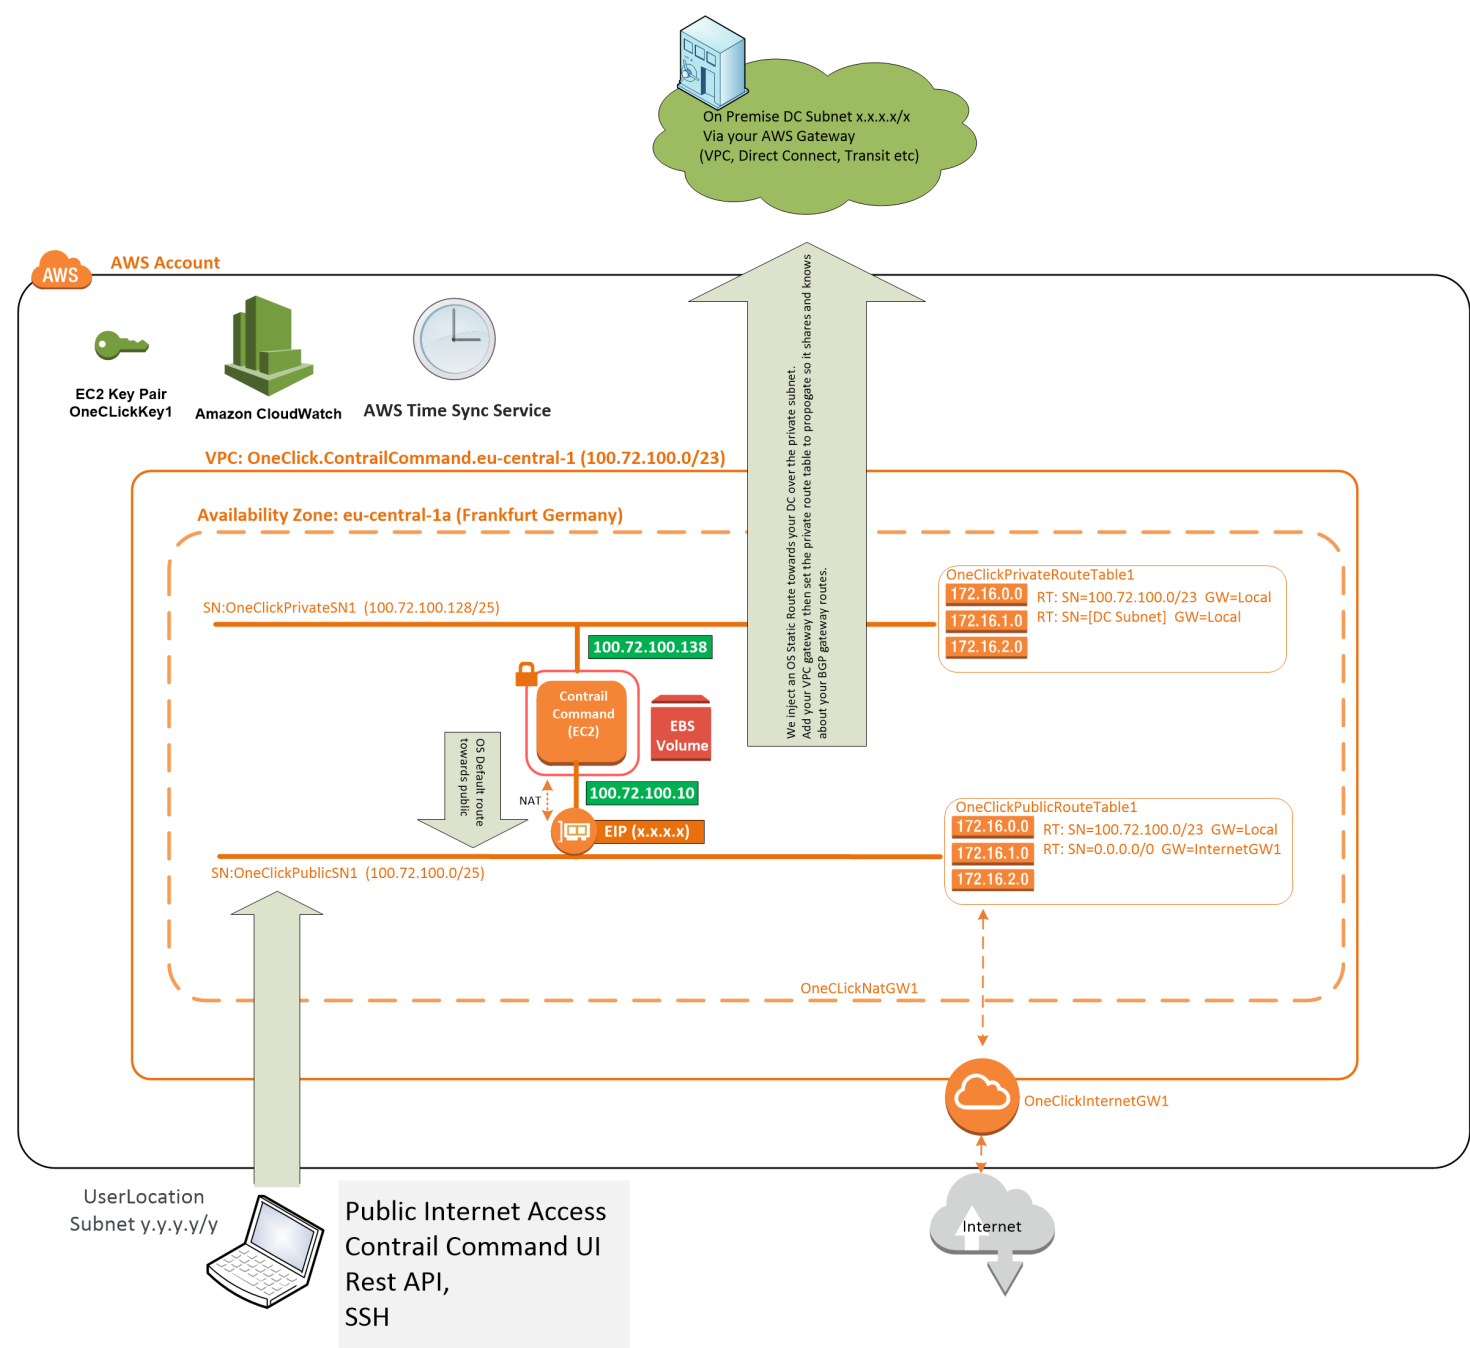 On Premise DC Subnet x.x.x.x/x
Via your AWS Gateway
(VPC, Direct Connect, Transit etc)
AWS
AWS Account
EC2 Key Pair
OneCLickKey1
Amazon CloudWatch
AWS Time Sync Service
We inject an OS Static Route towards your DC over the private subnet.
Add your VPC gateway then set the private route table to propogate so it shares and knows
about your BGP gateway routes.
VPC: OneClick.ContrailCommand.eu-central-1 (100.72.100.0/23)
Availability Zone: eu-central-1a (Frankfurt Germany)
SN:OneClickPrivateSN1  (100.72.100.128/25)
OneClickPrivateRouteTable1
172.16.0.0
172.16.1.0
172.16.2.0
RT: SN=100.72.100.0/23  GW=Local
RT: SN=[DC Subnet]  GW=Local
100.72.100.138
Contrail
Command
(EC2)
EBS
Volume
OS Default route
towards public
NAT
100.72.100.10
EIP (x.x.x.x)
SN:OneClickPublicSN1  (100.72.100.0/25)
OneClickPublicRouteTable1
172.16.0.0
172.16.1.0
172.16.2.0
RT: SN=100.72.100.0/23  GW=Local
RT: SN=0.0.0.0/0  GW=InternetGW1
OneCLickNatGW1
OneClickInternetGW1
Internet
UserLocation
Subnet y.y.y.y/y
Public Internet Access
Contrail Command UI
Rest API,
SSH